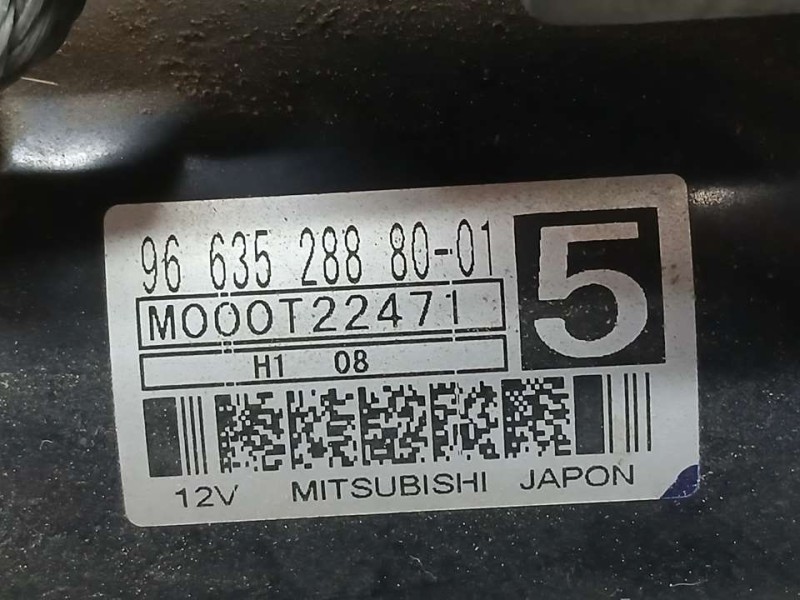 96 635 288 80-01
5
M000T22471
H1 08
12V MITSUBISHI JAPON